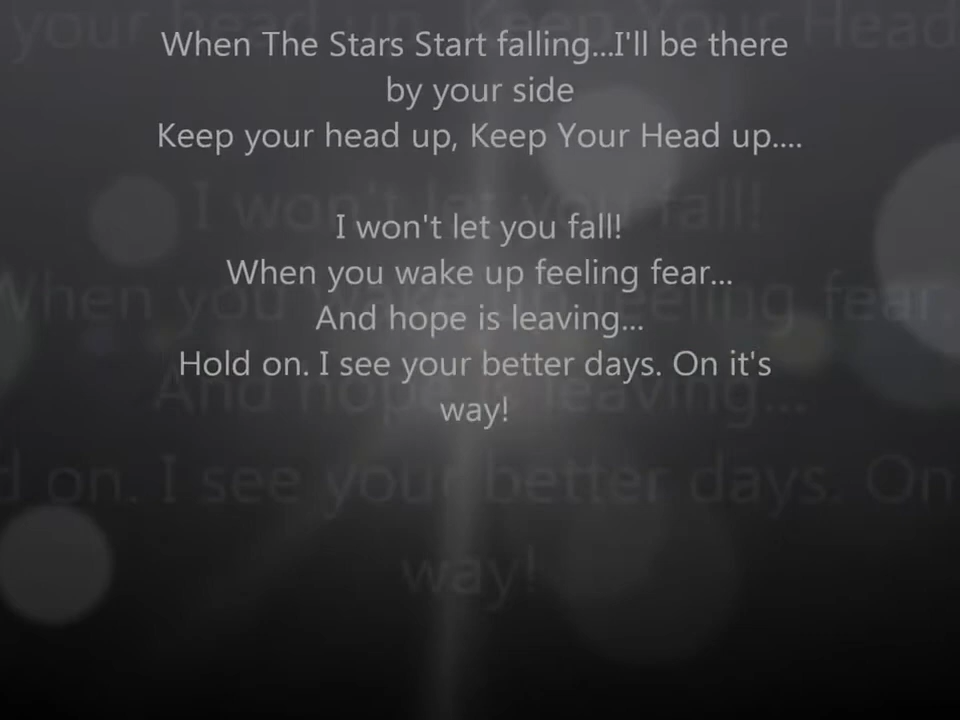 When The Stars Start falling...I'll be there
by your side
Keep your head up, Keep Your Head up....
I won't let you fall!
When you wake up feeling fear...
And hope is leaving...
Hold on. I see your better days. On it's
way!